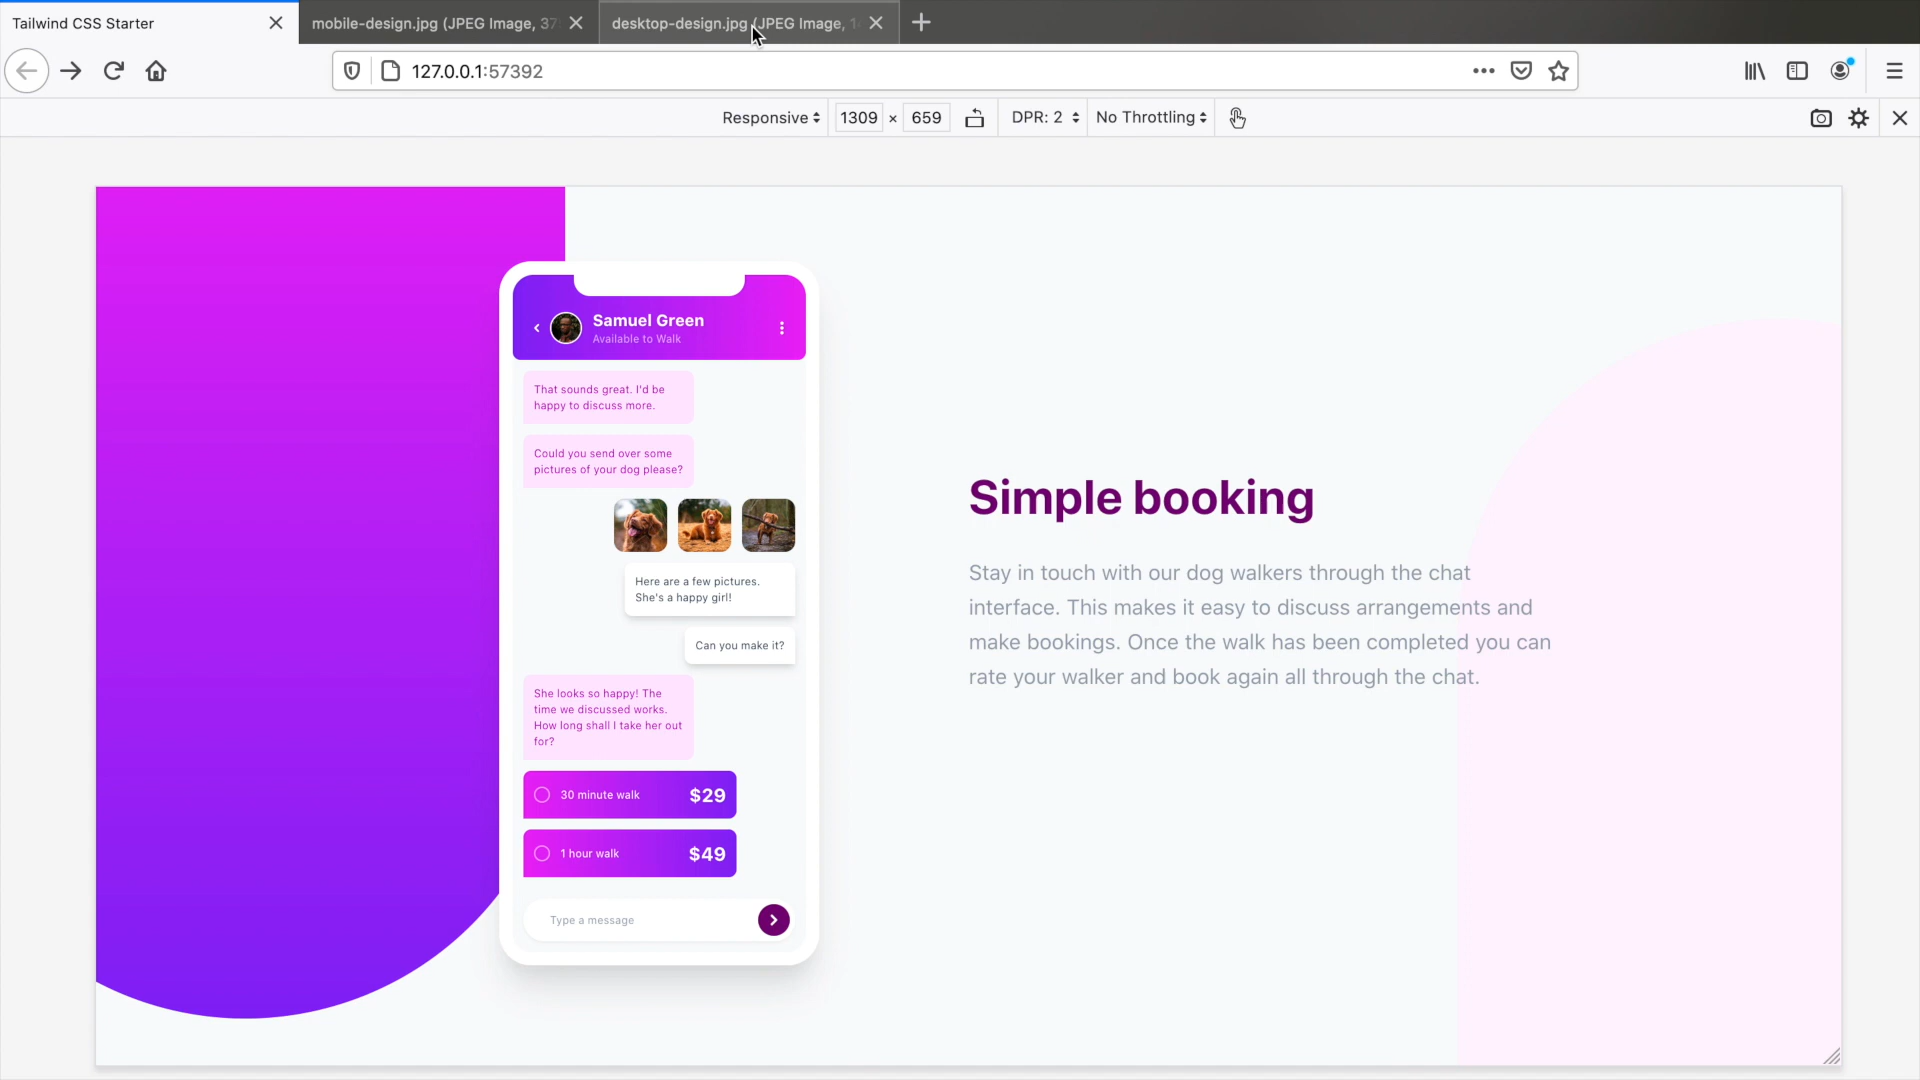 Tailwind CSS Starter
mobile-design.jpg (JPEG Image, 37
desktop-design.jpg (JPEG Image, 1
127.0.0.1:57392
Responsive 1309 × 659 DPR: 2 No Throttling
Samuel Green
Available to Walk
That sounds great. I'd be
happy to discuss more.
Could you send over some
pictures of your dog please?
Here are a few pictures.
She's a happy girl!
Can you make it?
She looks so happy! The
time we discussed works.
How long shall I take her out
for?
30 minute walk $29
1 hour walk $49
Type a message
Simple booking
Stay in touch with our dog walkers through the chat
interface. This makes it easy to discuss arrangements and
make bookings. Once the walk has been completed you can
rate your walker and book again all through the chat.